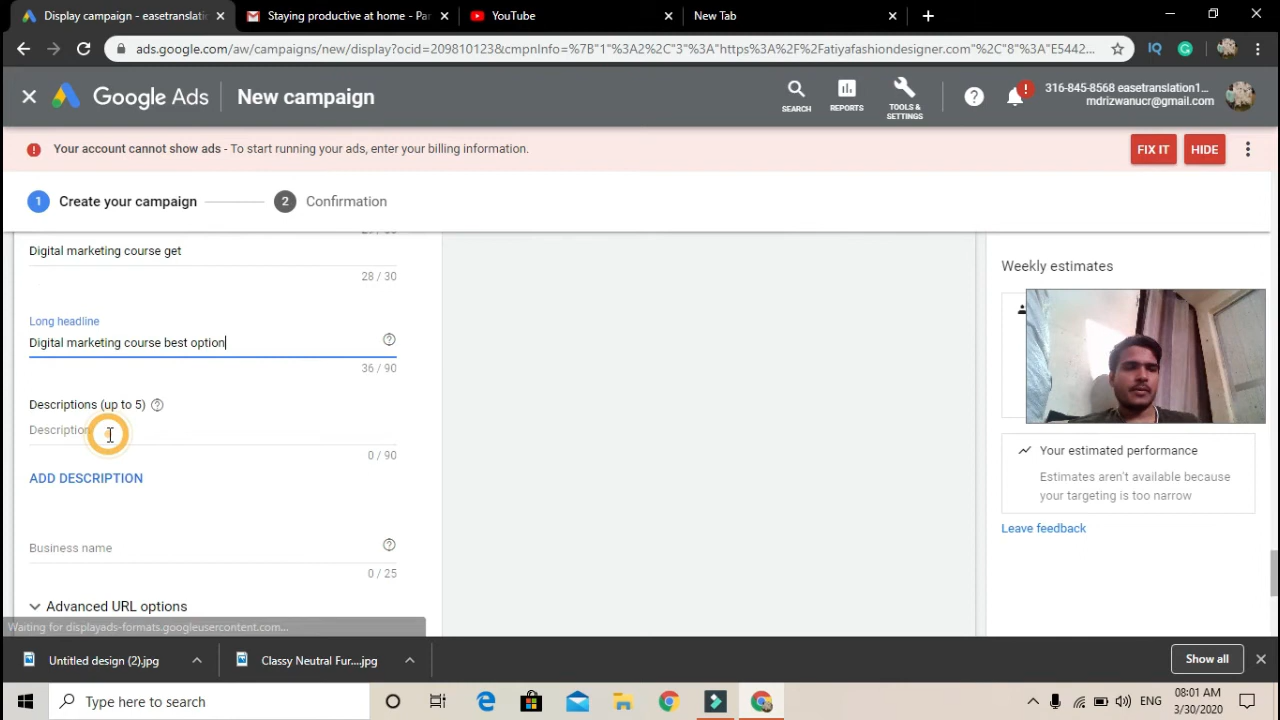 Display campaign - easetranslati
Staying productive at home - Par
YouTube
New Tab
ads.google.com/aw/campaigns/new/display?ocid=209810123&cmpnInfo=%7B"1"%3A2%2C"3"%3A"https%3A%2F%2Fatiyafashiondesigner.com"%2C"8"%3A"E5442...
Google Ads
New campaign
SEARCH
REPORTS
TOOLS & SETTINGS
316-845-8568 easetranslation1...
mdrizwanucr@gmail.com
Your account cannot show ads - To start running your ads, enter your billing information.
FIX IT
HIDE
1 Create your campaign
2 Confirmation
Digital marketing course get
28 / 30
Long headline
Digital marketing course best option
36 / 90
Descriptions (up to 5)
Description
0 / 90
ADD DESCRIPTION
Business name
0 / 25
Advanced URL options
Waiting for displayads-formats.googleusercontent.com...
Weekly estimates
Your estimated performance
Estimates aren't available because
your targeting is too narrow
Leave feedback
Untitled design (2).jpg
Classy Neutral Fur....jpg
Show all
Type here to search
ENG
08:01 AM
3/30/2020